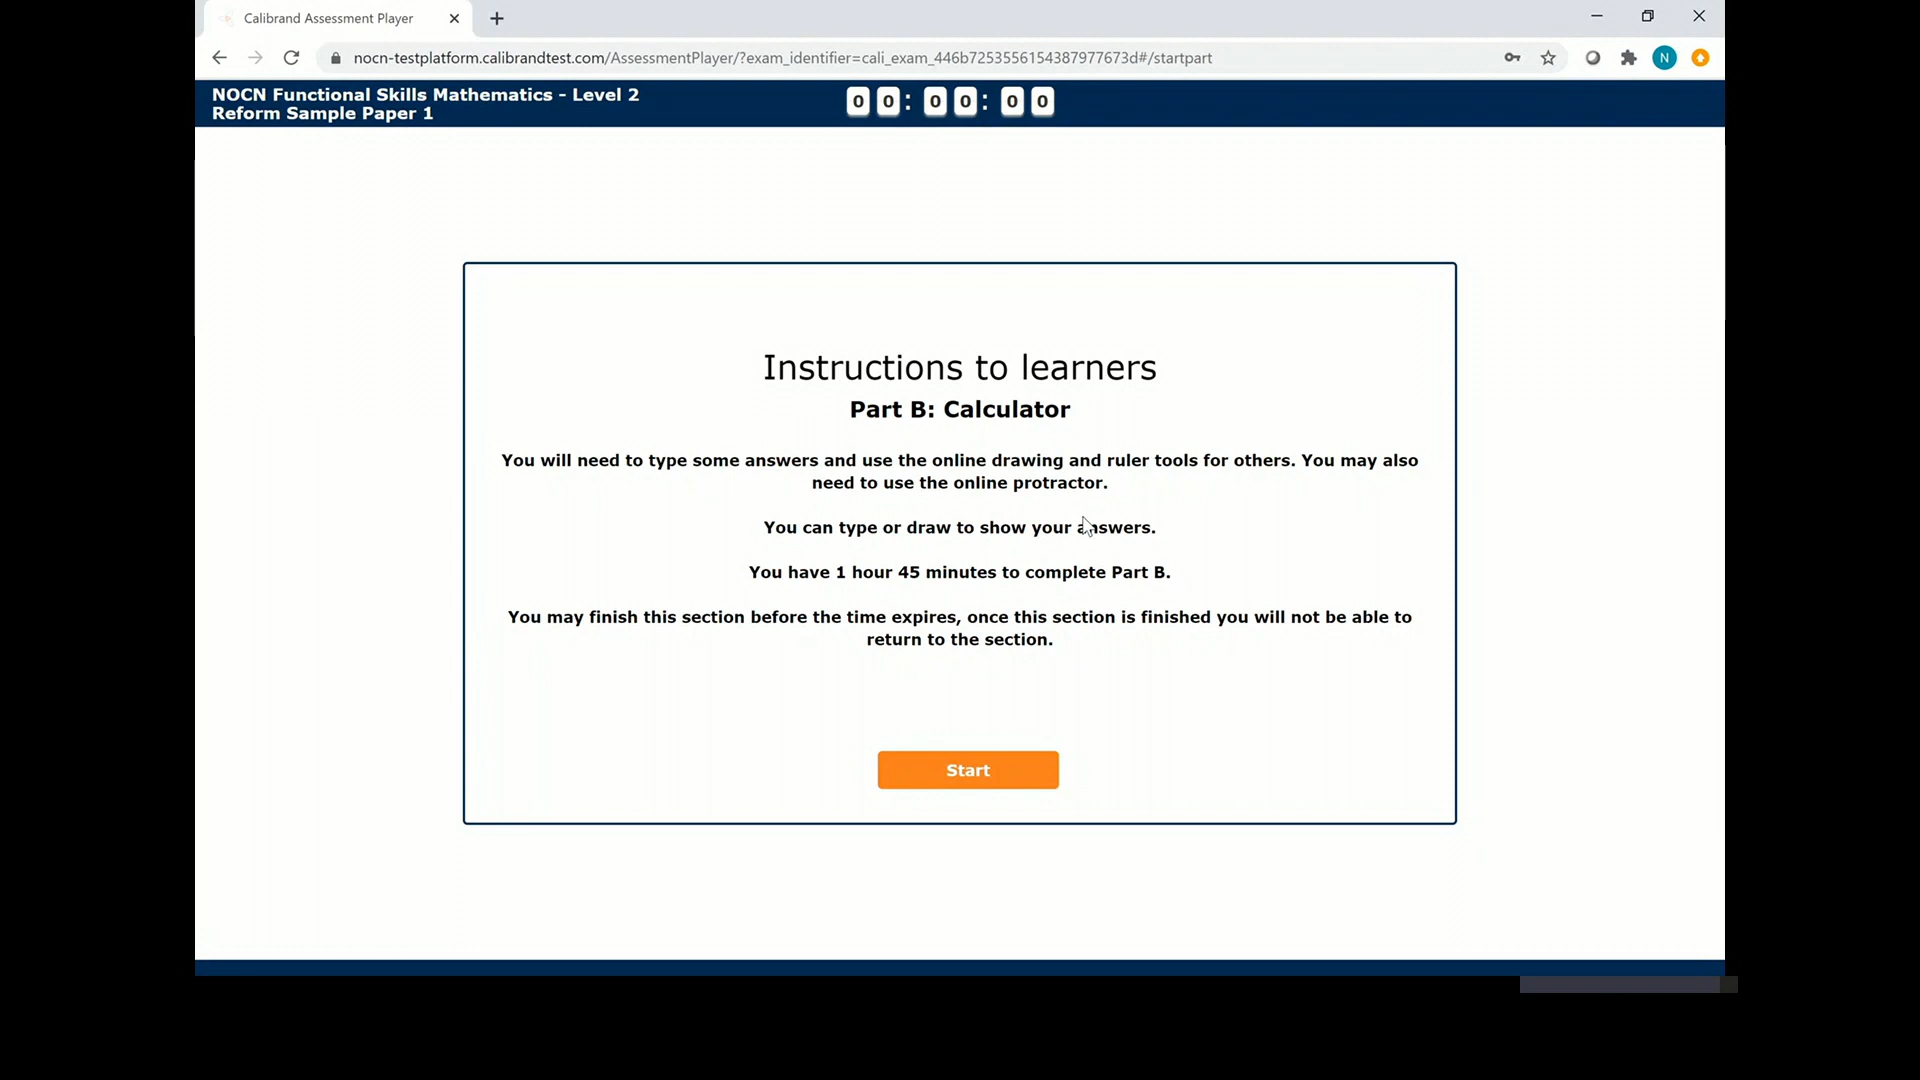 Calibrand Assessment Player
nocn-testplatform.calibrandtest.com/AssessmentPlayer/?exam_identifier=cali_exam_446b7253556154387977673d#/startpart
N
NOCN Functional Skills Mathematics - Level 2
Reform Sample Paper 1
00:00:00
Instructions to learners
Part B: Calculator
You will need to type some answers and use the online drawing and ruler tools for others. You may also
need to use the online protractor.
You can type or draw to show your answers.
You have 1 hour 45 minutes to complete Part B.
You may finish this section before the time expires, once this section is finished you will not be able to
return to the section.
Start